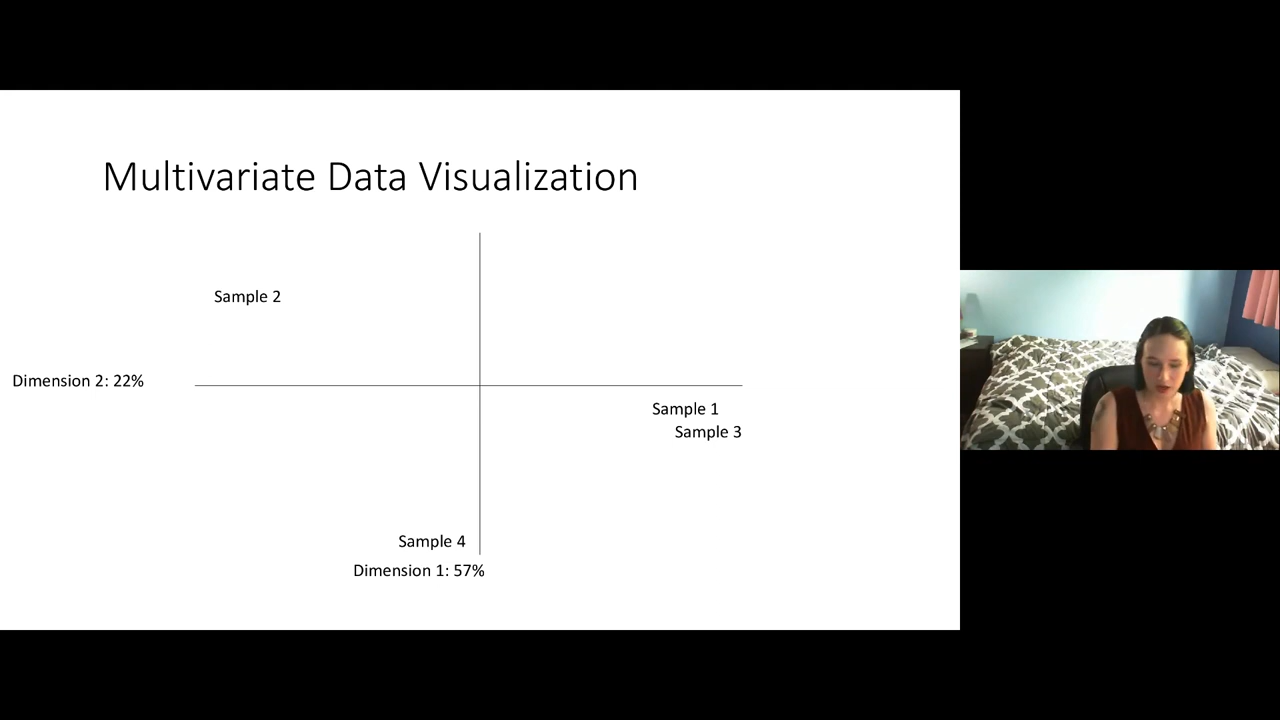 Multivariate Data Visualization
Sample 2
Dimension 2: 22%
Sample 1
Sample 3
Sample 4
Dimension 1: 57%